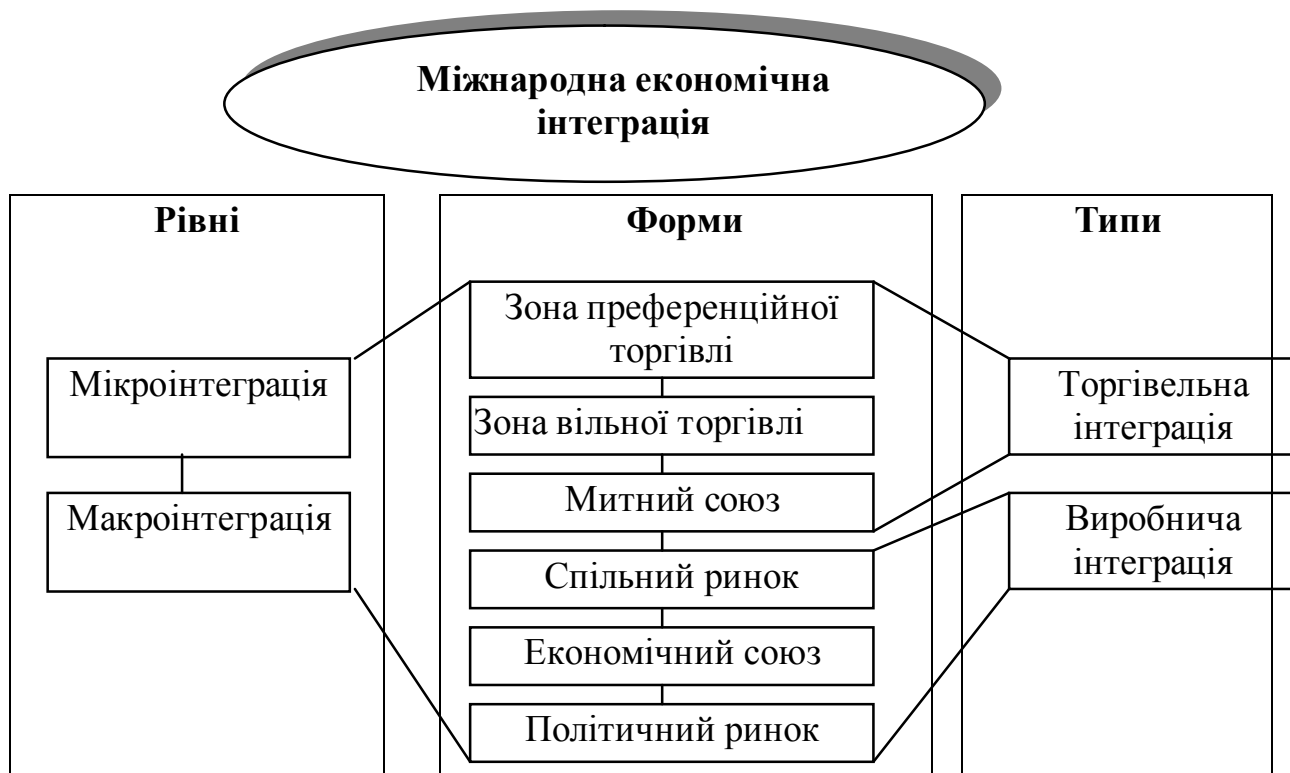 Міжнародна економічна
інтеграція
Рівні
Мікроінтеграція
Макроінтеграція
Форми
Зона преференційної
торгівлі
Зона вільної торгівлі
Митний союз
Спільний ринок
Економічний союз
Політичний ринок
Типи
Торгівельна
інтеграція
Виробнича
інтеграція